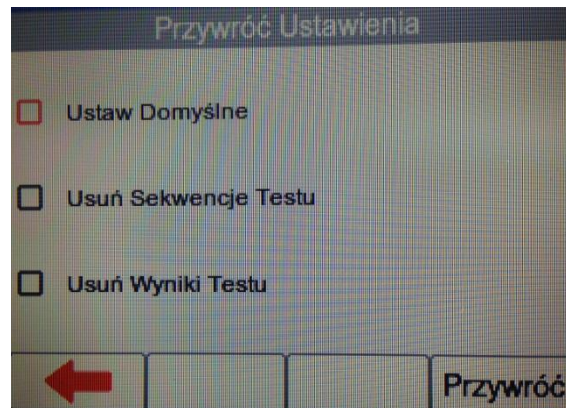 Przywróć Ustawienia
Ustaw Domyślne
Usuń Sekwencje Testu
Usuń Wyniki Testu
Przywróć